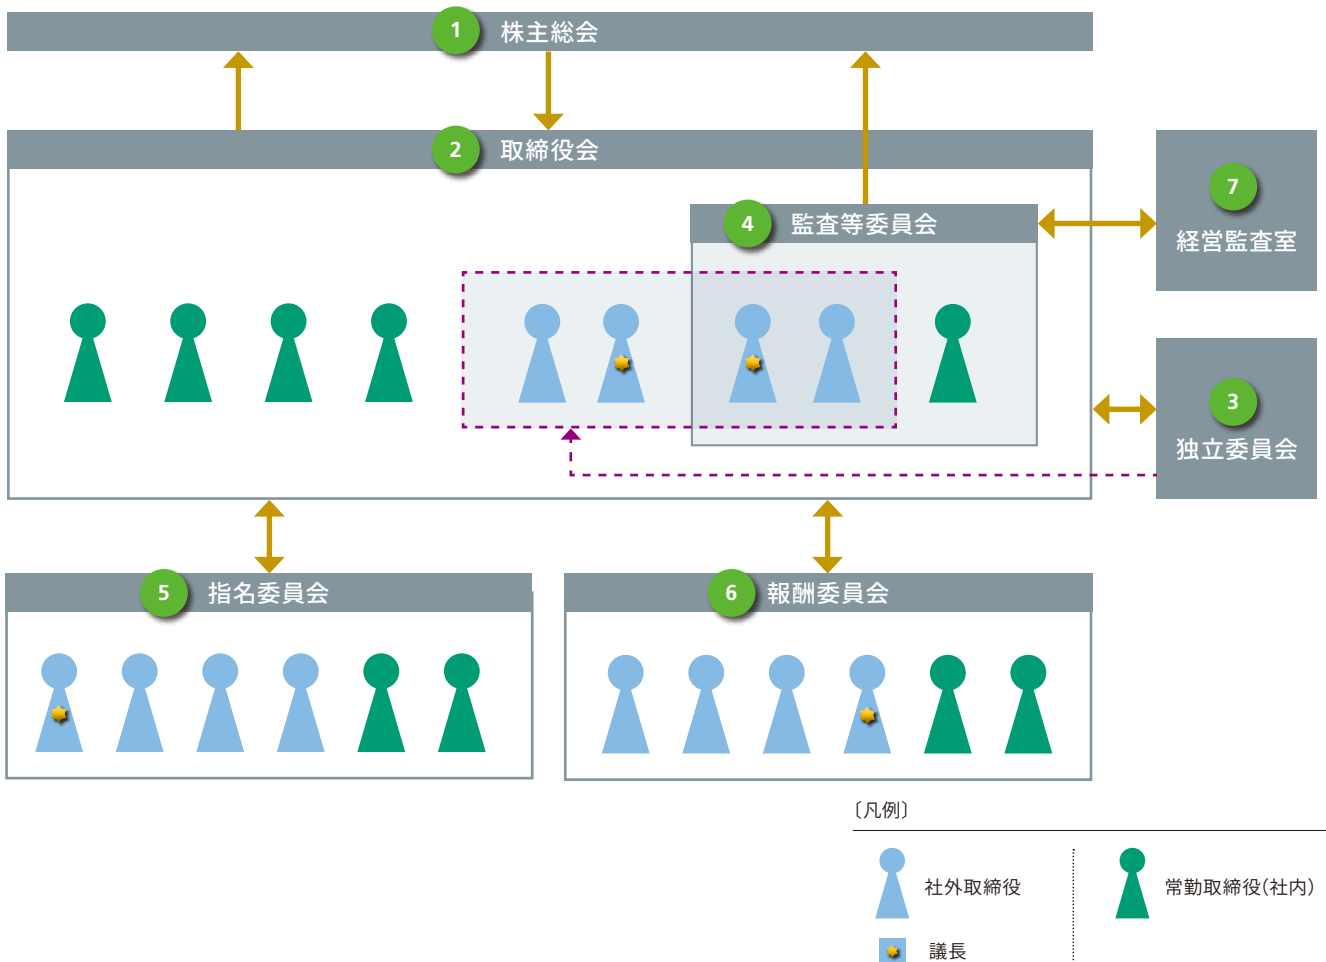 1 株主総会
2 取締役会
4 監査等委員会
7
経営監査室
3
独立委員会
5 指名委員会
6 報酬委員会
〔凡例〕
社外取締役
常勤取締役(社内)
議長